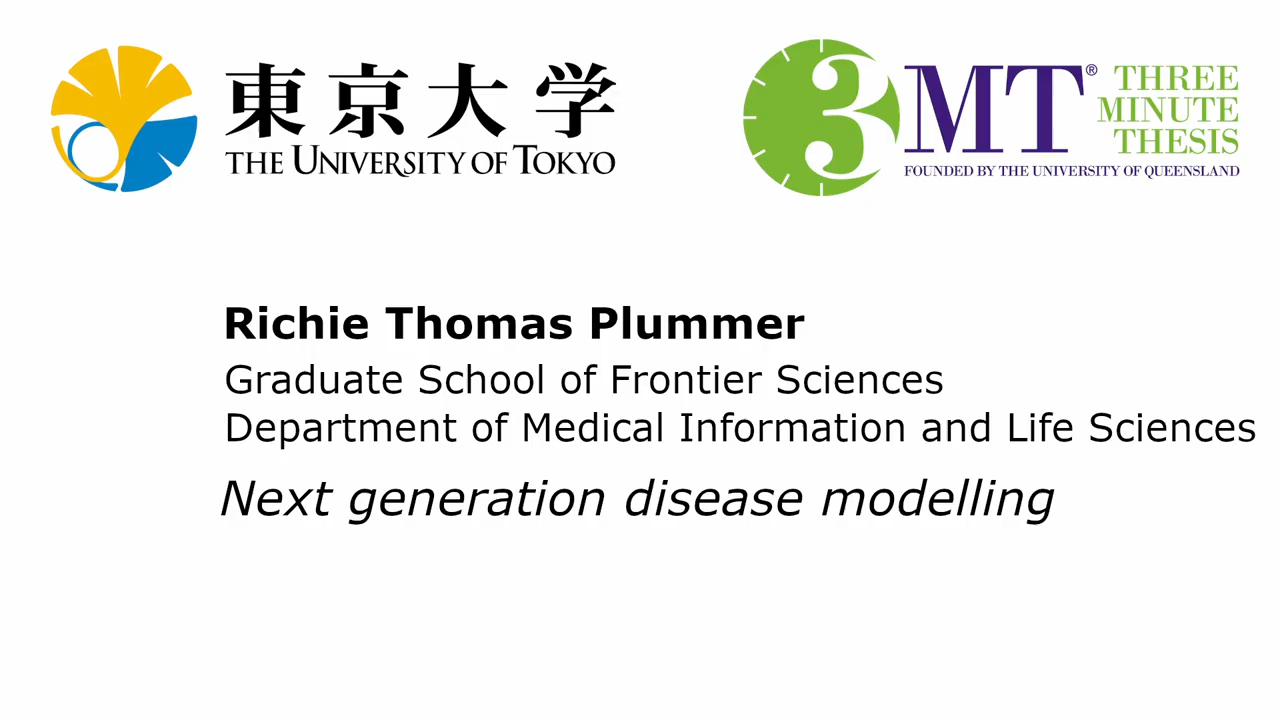 東京大学
THE UNIVERSITY OF TOKYO
3MT®
THREE
MINUTE
THESIS
FOUNDED BY THE UNIVERSITY OF QUEENSLAND
Richie Thomas Plummer
Graduate School of Frontier Sciences
Department of Medical Information and Life Sciences
Next generation disease modelling